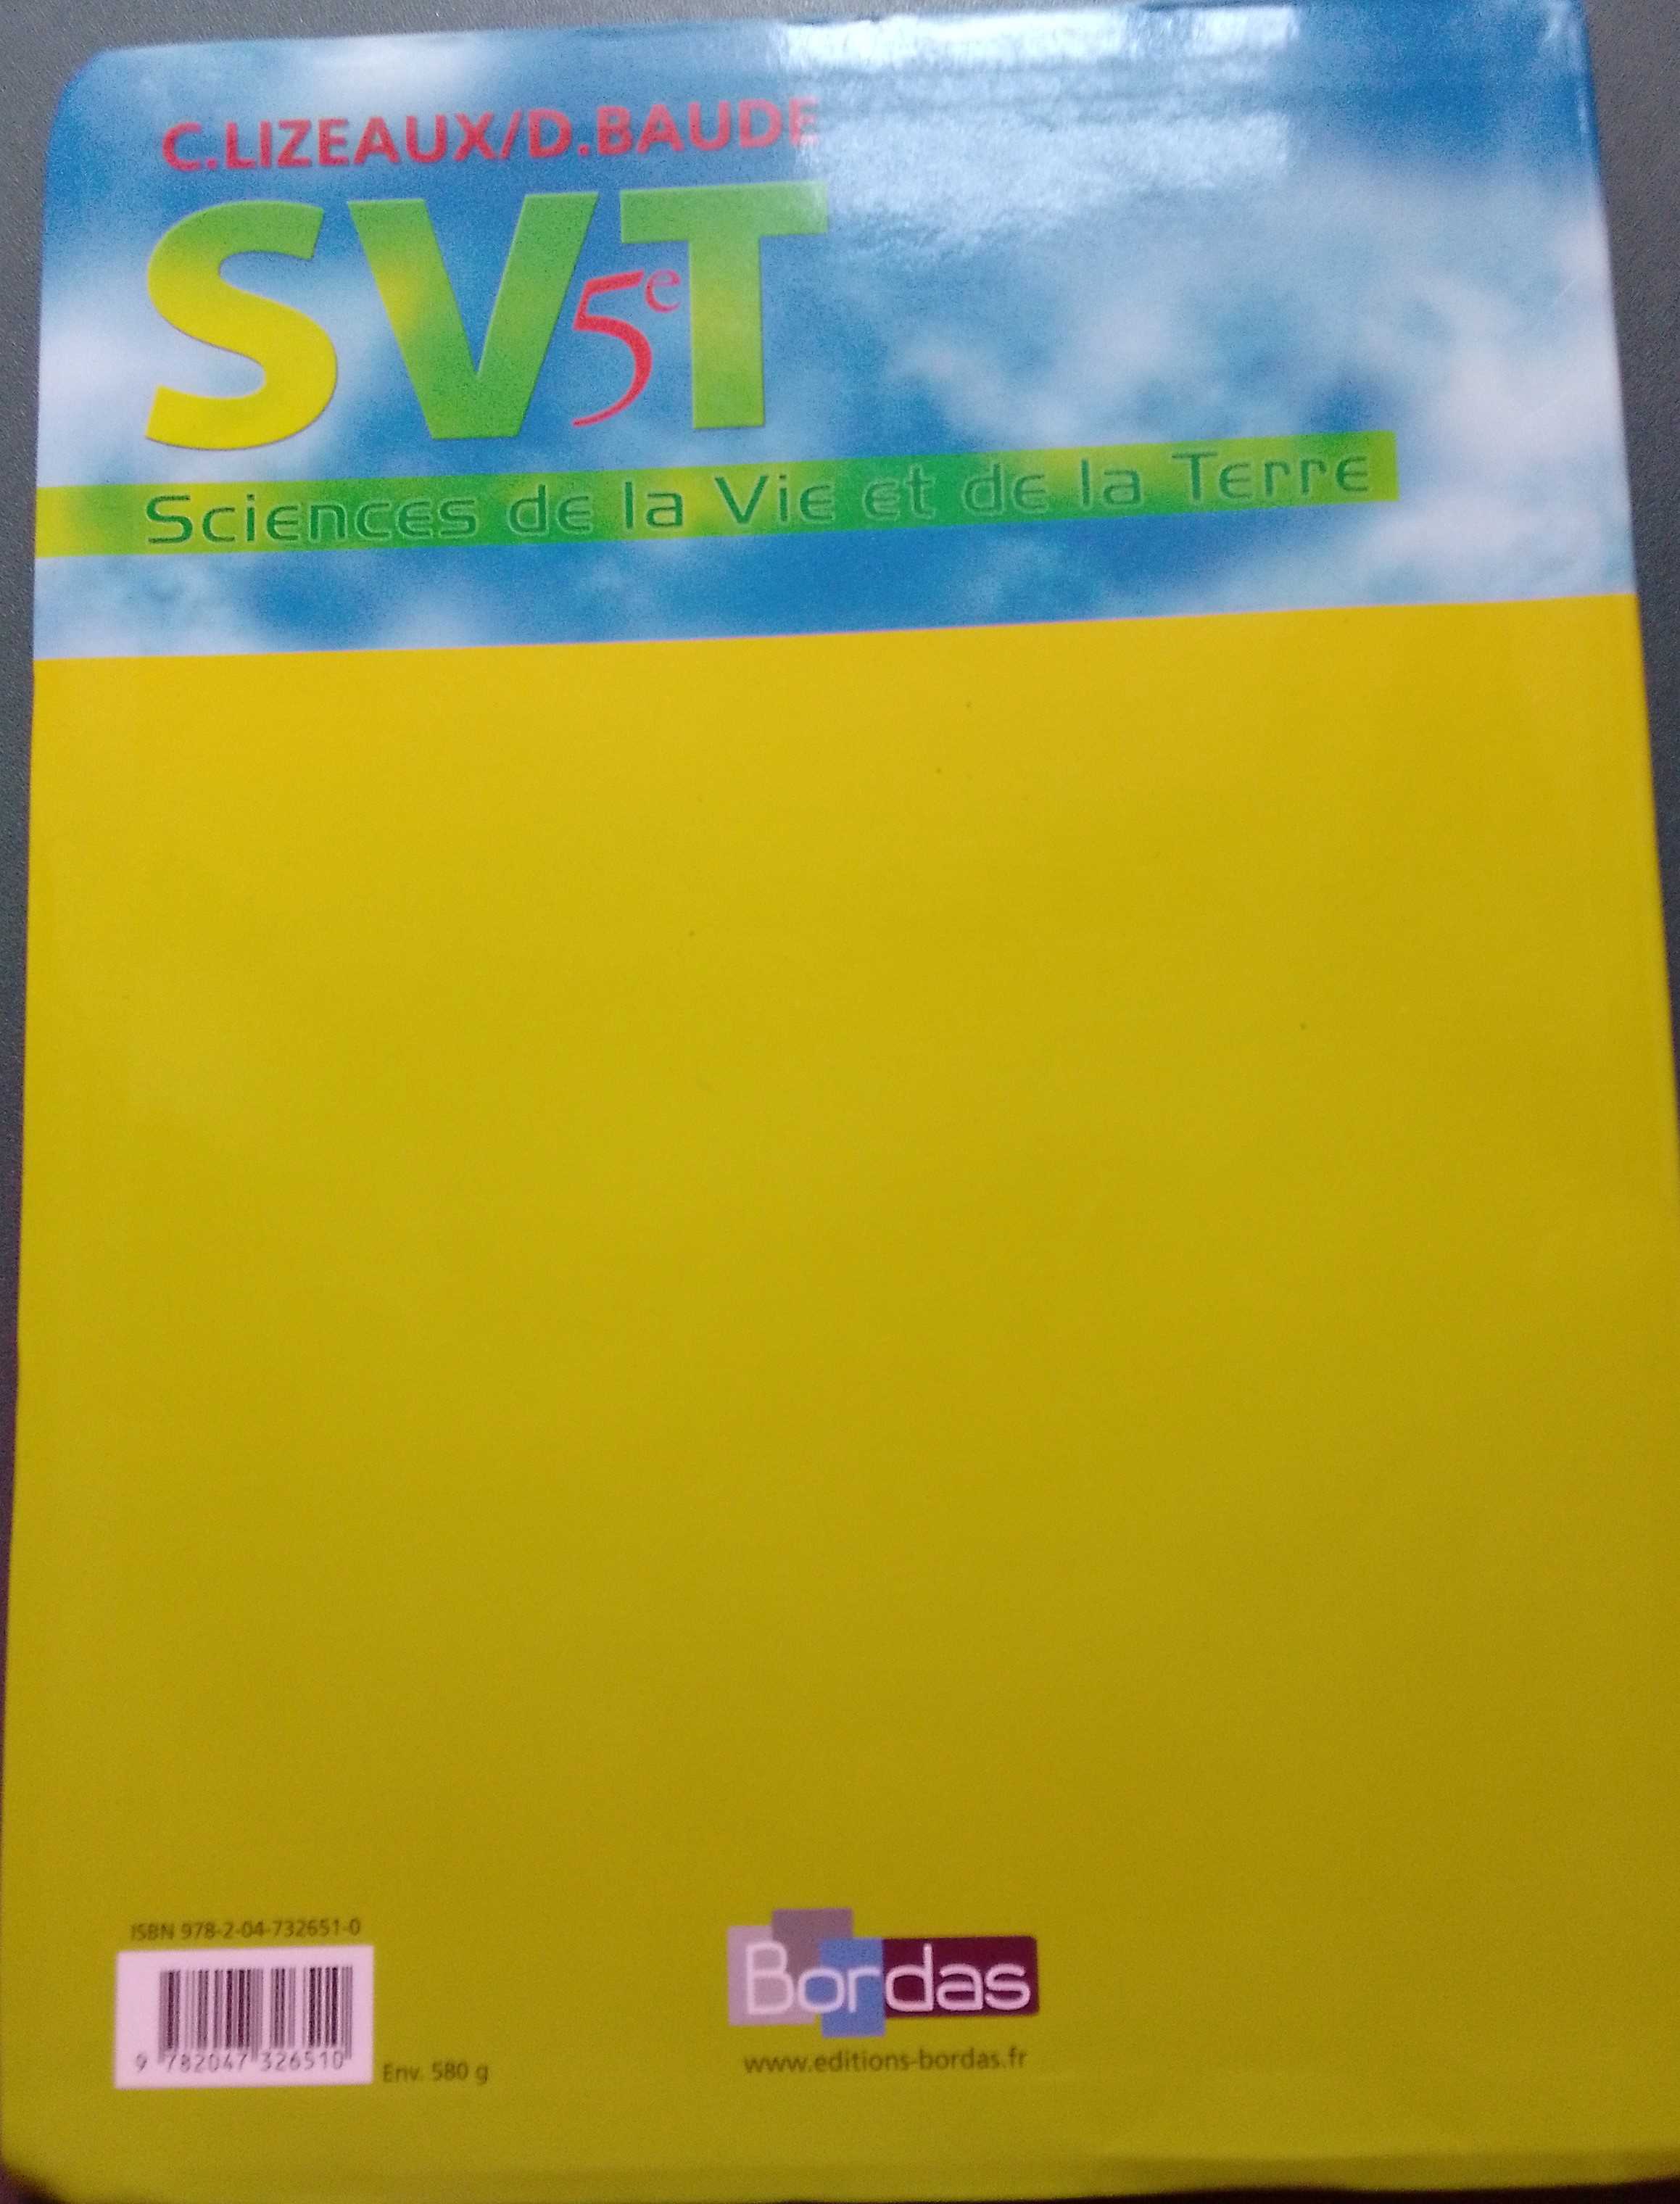 C.LIZEAUX/D.BAUDE
SVT 5e
Sciences de la Vie et de la Terre
ISBN 978-2-04-732651-0
9 782047 326510
Env. 580 g
Bordas
www.editions-bordas.fr